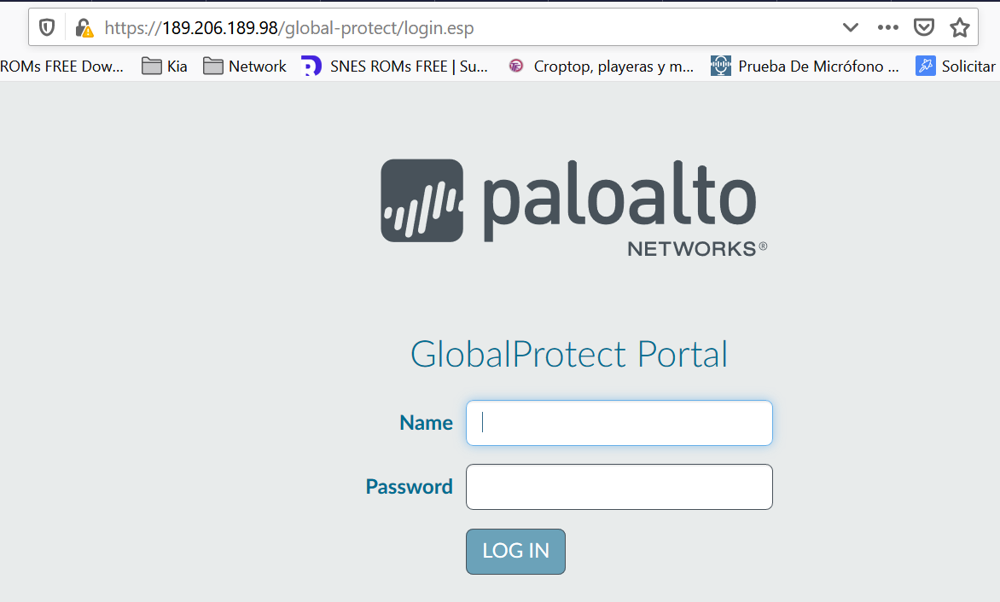 https://189.206.189.98/global-protect/login.esp
ROMs FREE Dow... Kia Network SNES ROMs FREE | Su... Croptop, playeras y m... Prueba De Micrófono ... Solicitar
paloalto
NETWORKS®
GlobalProtect Portal
Name
Password
LOG IN